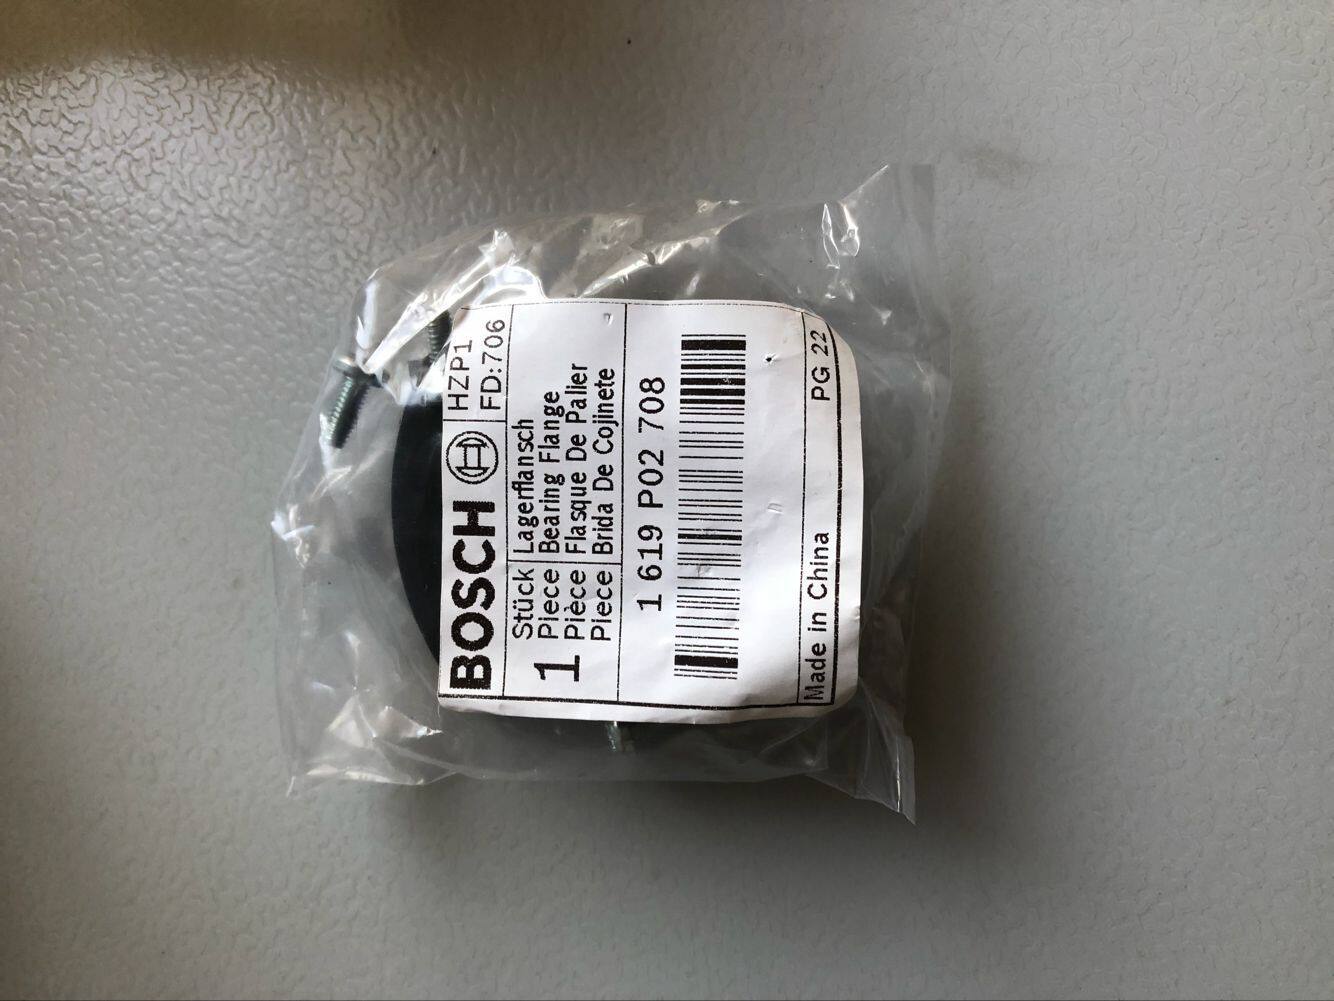 BOSCH
HZP1
FD:706
1
Stück Lagerflansch
Piece Bearing Flange
Pièce Flasque De Palier
Piece Brida De Cojinete
1 619 P02 708
Made in China PG 22